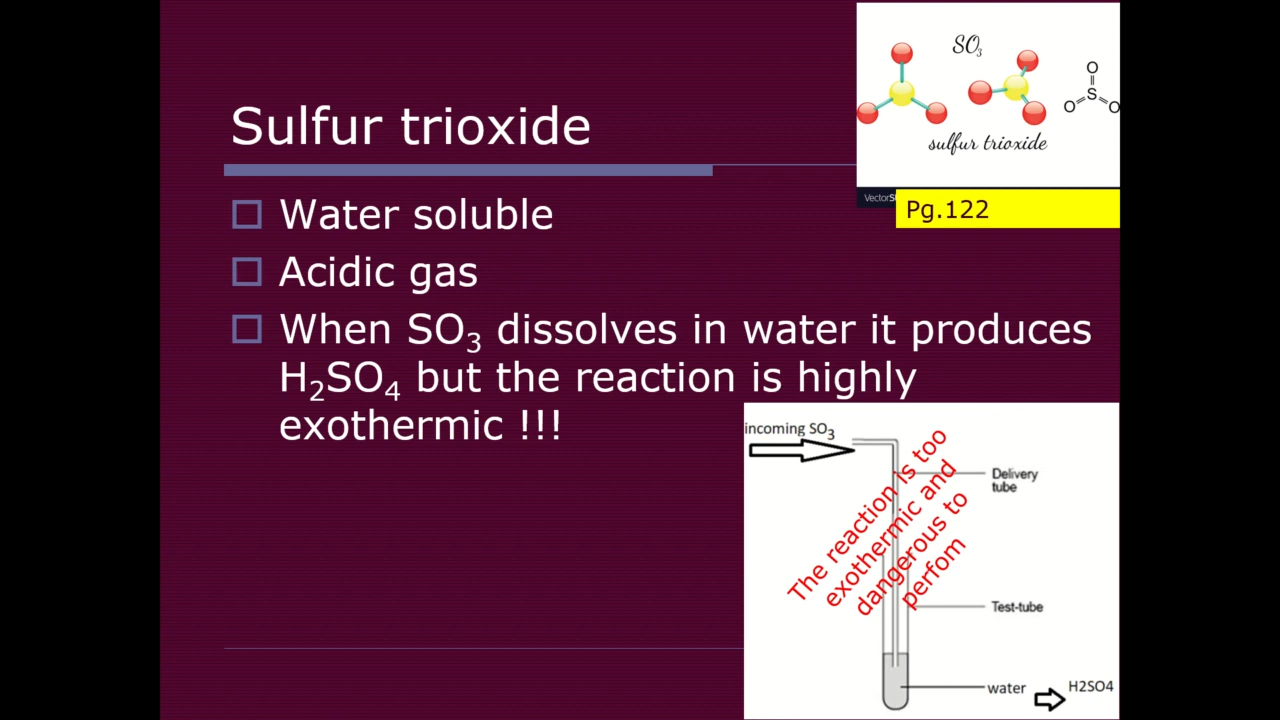 SO₃
O
S
O O
sulfur trioxide
VectorS
Pg.122
Sulfur trioxide
Water soluble
Acidic gas
When SO₃ dissolves in water it produces
H₂SO₄ but the reaction is highly
exothermic !!!
incoming SO₃
Delivery
tube
The reaction is too
exothermic and
dangerous to
perfom
Test-tube
water
H2SO4